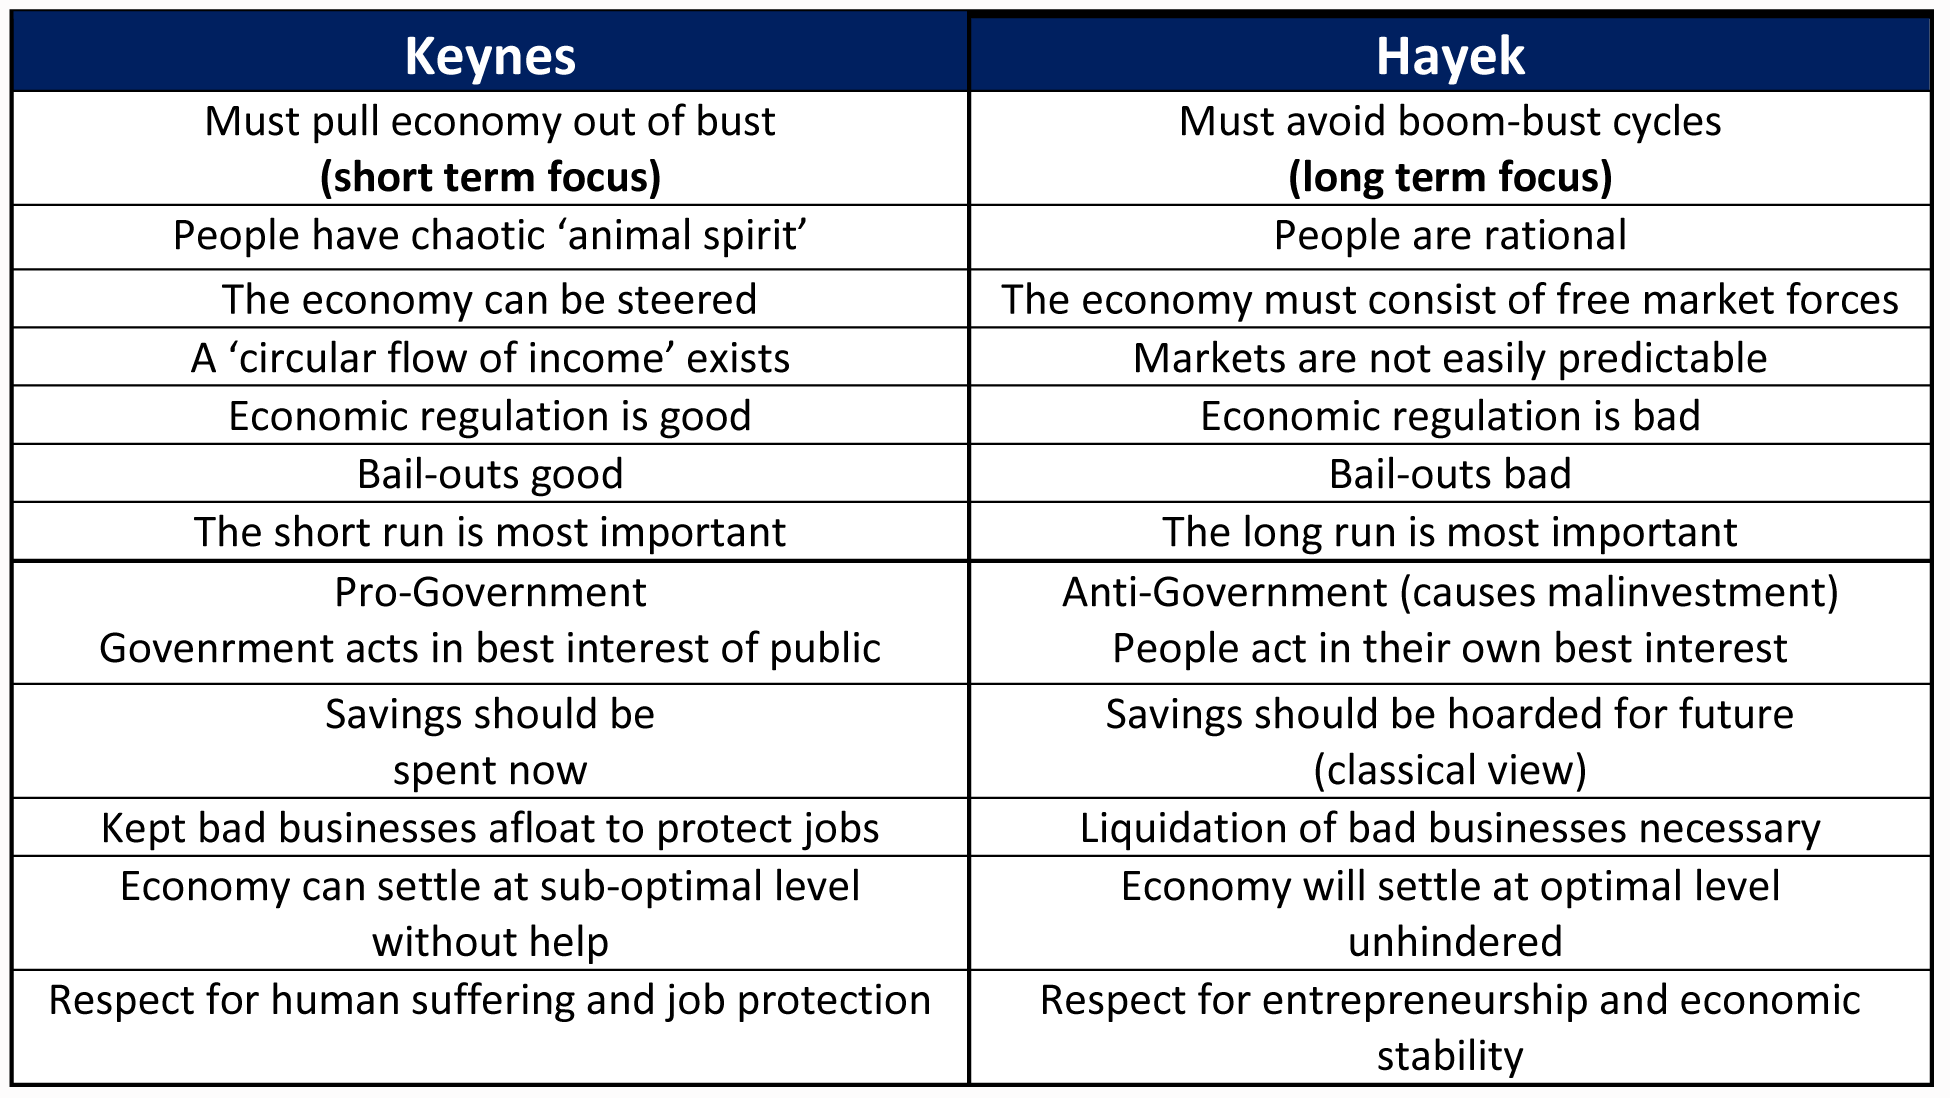 Keynes
Hayek
Must pull economy out of bust
(short term focus)
Must avoid boom-bust cycles
(long term focus)
People have chaotic ‘animal spirit’
People are rational
The economy can be steered
The economy must consist of free market forces
A ‘circular flow of income’ exists
Markets are not easily predictable
Economic regulation is good
Economic regulation is bad
Bail-outs good
Bail-outs bad
The short run is most important
The long run is most important
Pro-Government
Govenrment acts in best interest of public
Anti-Government (causes malinvestment)
People act in their own best interest
Savings should be
spent now
Savings should be hoarded for future
(classical view)
Kept bad businesses afloat to protect jobs
Liquidation of bad businesses necessary
Economy can settle at sub-optimal level
without help
Economy will settle at optimal level
unhindered
Respect for human suffering and job protection
Respect for entrepreneurship and economic
stability